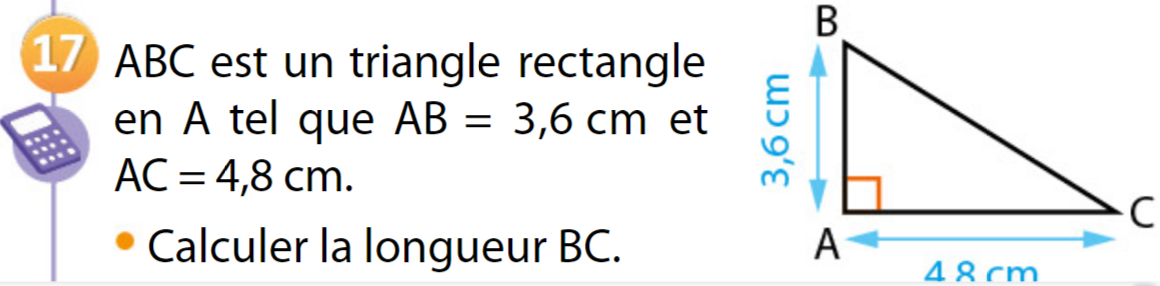 17
ABC est un triangle rectangle
en A tel que AB = 3,6 cm et
AC = 4,8 cm.
• Calculer la longueur BC.
B
3,6 cm
A
C
4,8 cm